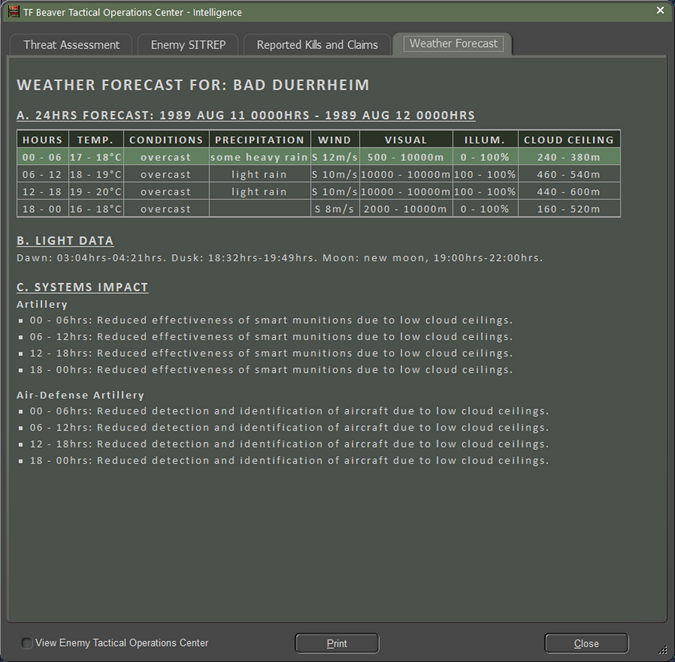 TF Beaver Tactical Operations Center - Intelligence
Threat Assessment Enemy SITREP Reported Kills and Claims Weather Forecast
WEATHER FORECAST FOR: BAD DUERRHEIM
A. 24HRS FORECAST: 1989 AUG 11 0000HRS - 1989 AUG 12 0000HRS
HOURS TEMP. CONDITIONS PRECIPITATION WIND VISUAL ILLUM. CLOUD CEILING
00 - 06 17 - 18°C overcast some heavy rain S 12m/s 500 - 10000m 0 - 100% 240 - 380m
06 - 12 18 - 19°C overcast light rain S 10m/s 10000 - 10000m 100 - 100% 460 - 540m
12 - 18 19 - 20°C overcast light rain S 10m/s 10000 - 10000m 100 - 100% 440 - 600m
18 - 00 16 - 18°C overcast S 8m/s 2000 - 10000m 0 - 100% 160 - 520m
B. LIGHT DATA
Dawn: 03:04hrs-04:21hrs. Dusk: 18:32hrs-19:49hrs. Moon: new moon, 19:00hrs-22:00hrs.
C. SYSTEMS IMPACT
Artillery
00 - 06hrs: Reduced effectiveness of smart munitions due to low cloud ceilings.
06 - 12hrs: Reduced effectiveness of smart munitions due to low cloud ceilings.
12 - 18hrs: Reduced effectiveness of smart munitions due to low cloud ceilings.
18 - 00hrs: Reduced effectiveness of smart munitions due to low cloud ceilings.
Air-Defense Artillery
00 - 06hrs: Reduced detection and identification of aircraft due to low cloud ceilings.
06 - 12hrs: Reduced detection and identification of aircraft due to low cloud ceilings.
12 - 18hrs: Reduced detection and identification of aircraft due to low cloud ceilings.
18 - 00hrs: Reduced detection and identification of aircraft due to low cloud ceilings.
View Enemy Tactical Operations Center Print Close